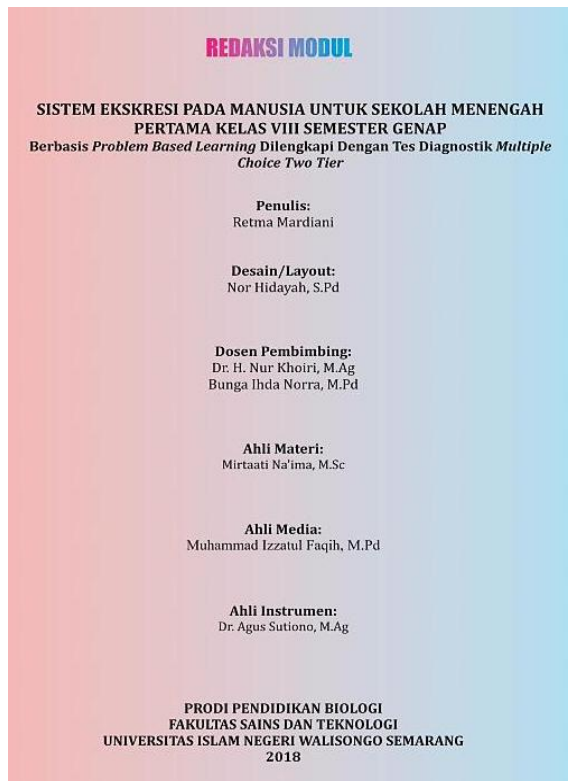 REDAKSI MODUL
SISTEM EKSKRESI PADA MANUSIA UNTUK SEKOLAH MENENGAH
PERTAMA KELAS VIII SEMESTER GENAP
Berbasis Problem Based Learning Dilengkapi Dengan Tes Diagnostik Multiple
Choice Two Tier
Penulis:
Retma Mardiani
Desain/Layout:
Nor Hidayah, S.Pd
Dosen Pembimbing:
Dr. H. Nur Khoiri, M.Ag
Bunga Ihda Norra, M.Pd
Ahli Materi:
Mirtaati Na'ima, M.Sc
Ahli Media:
Muhammad Izzatul Faqih, M.Pd
Ahli Instrumen:
Dr. Agus Sutiono, M.Ag
PRODI PENDIDIKAN BIOLOGI
FAKULTAS SAINS DAN TEKNOLOGI
UNIVERSITAS ISLAM NEGERI WALISONGO SEMARANG
2018